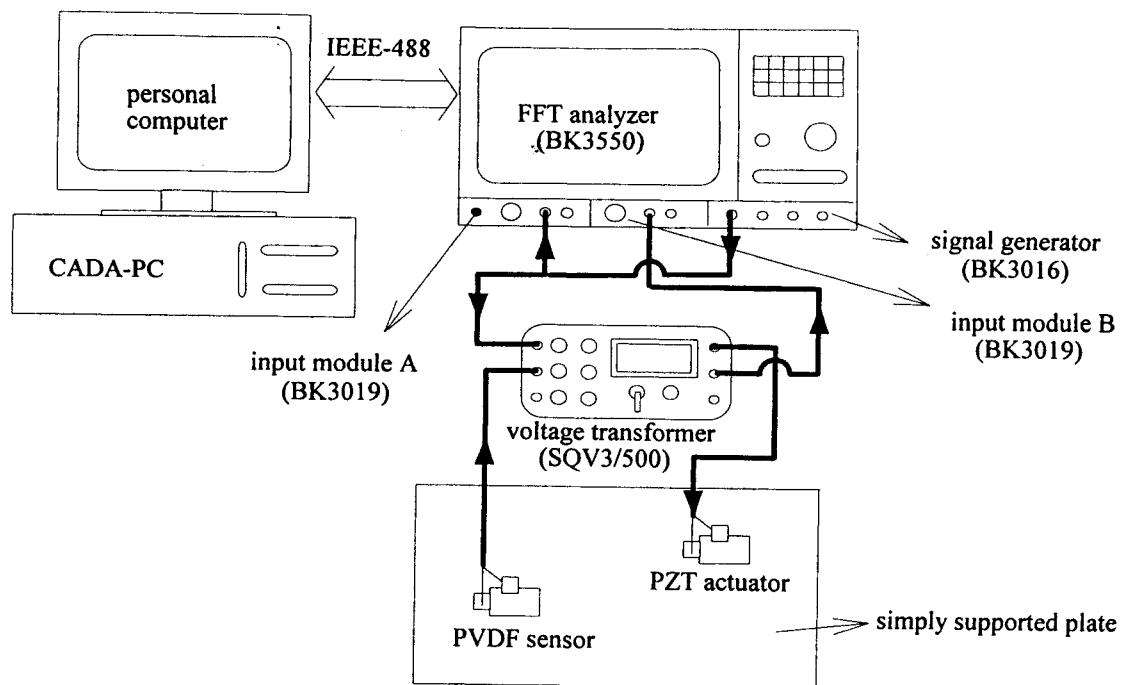 IEEE-488
personal
computer
FFT analyzer
(BK3550)
CADA-PC
signal generator
(BK3016)
input module A
(BK3019)
input module B
(BK3019)
voltage transformer
(SQV3/500)
PZT actuator
PVDF sensor
simply supported plate